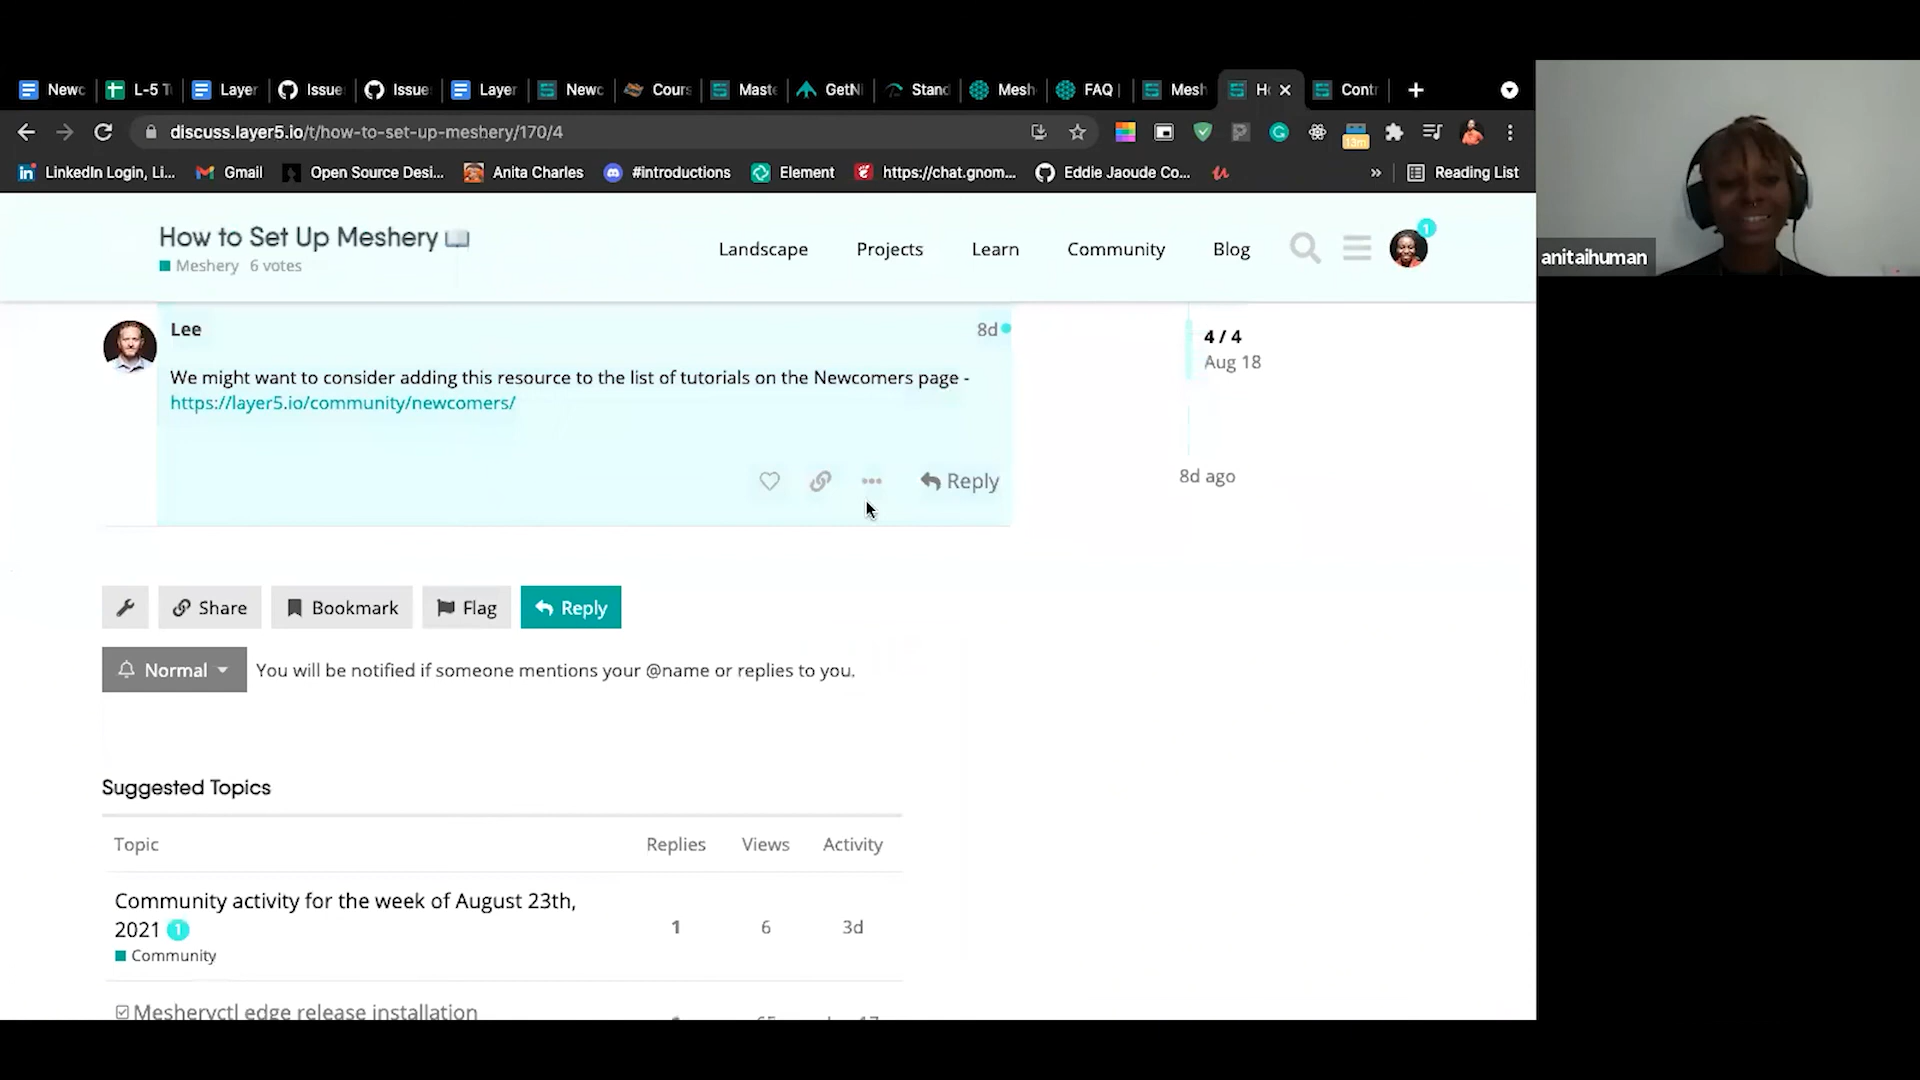 Newc
L-5 T
Layer
Issue
Issue
Layer
Newc
Cours
Maste
GetNi
Stand
Mesh
FAQ |
Mesh
H
Contr
discuss.layer5.io/t/how-to-set-up-meshery/170/4
13m
LinkedIn Login, Li...
Gmail
Open Source Desi...
Anita Charles
#introductions
Element
https://chat.gnom...
Eddie Jaoude Co...
»
Reading List
How to Set Up Meshery
Meshery 6 votes
Landscape
Projects
Learn
Community
Blog
1
anitaihuman
Lee
8d
We might want to consider adding this resource to the list of tutorials on the Newcomers page -
https://layer5.io/community/newcomers/
Reply
4 / 4
Aug 18
8d ago
Share
Bookmark
Flag
Reply
Normal
You will be notified if someone mentions your @name or replies to you.
Suggested Topics
Topic Replies Views Activity
Community activity for the week of August 23th,
2021 1
1 6 3d
Community
Mesheryctl edge release installation